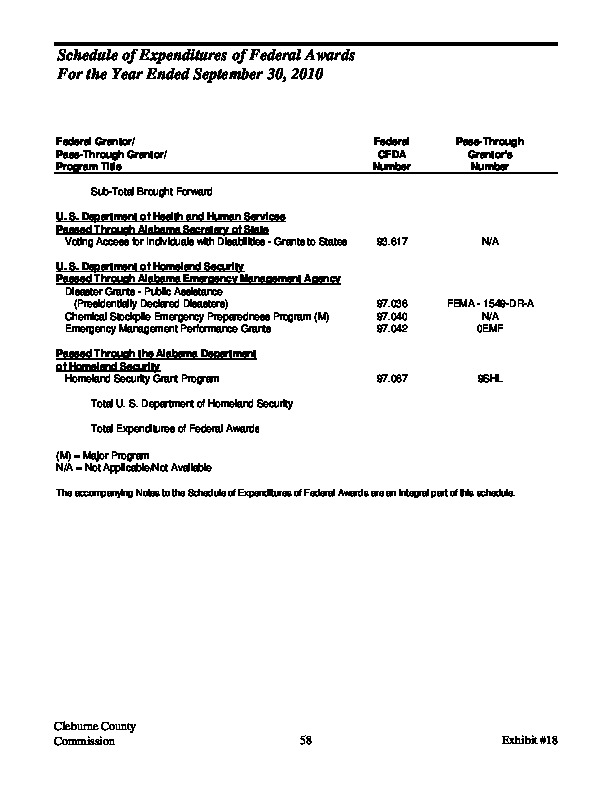 Schedule of Expenditures of Federal Awards
For the Year Ended September 30, 2010
Federal Grantor/ Federal Pass-Through
Pass-Through Grantor/ CFDA Grantor's
Program Title Number Number
Sub-Total Brought Forward
U. S. Department of Health and Human Services
Passed Through Alabama Secretary of State
Voting Access for Individuals with Disabilities - Grants to States 93.617 N/A
U. S. Department of Homeland Security
Passed Through Alabama Emergency Management Agency
Disaster Grants - Public Assistance
(Presidentially Declared Disasters) 97.036 FEMA - 1549-DR-A
Chemical Stockpile Emergency Preparedness Program (M) 97.040 N/A
Emergency Management Performance Grants 97.042 0EMF
Passed Through the Alabama Department
of Homeland Security
Homeland Security Grant Program 97.067 9SHL
Total U. S. Department of Homeland Security
Total Expenditures of Federal Awards
(M) = Major Program
N/A = Not Applicable/Not Available
The accompanying Notes to the Schedule of Expenditures of Federal Awards are an integral part of this schedule.
Cleburne County
Commission 58 Exhibit #18